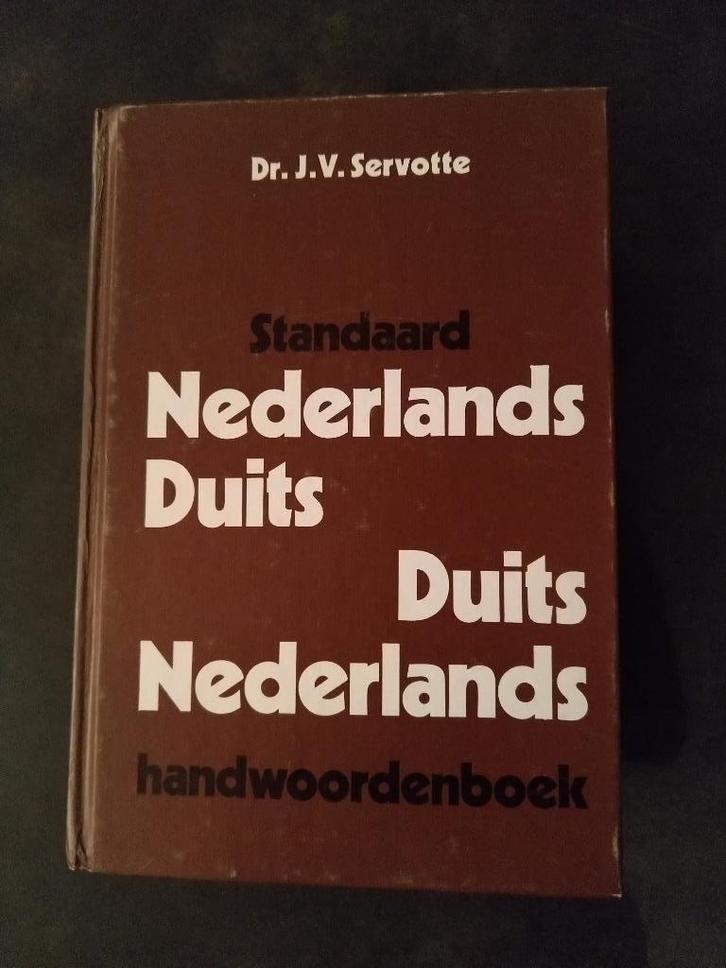 Dr. J.V. Servotte
Standaard
Nederlands
Duits
Duits
Nederlands
handwoordenboek